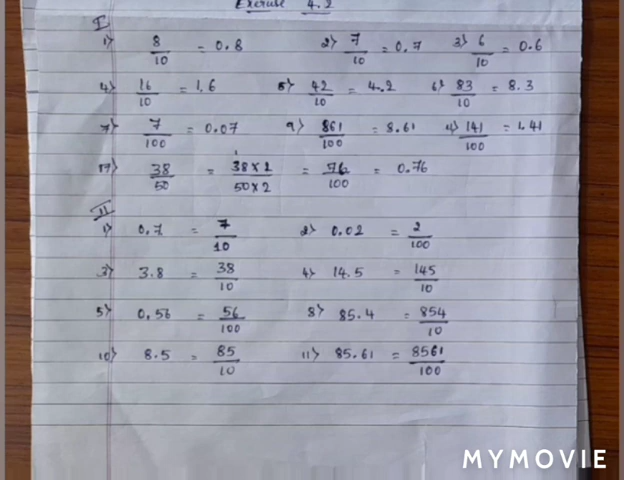 Exercise 4.2
I
1) 8/10 = 0.8 2) 7/10 = 0.7 3) 6/10 = 0.6
4) 16/10 = 1.6 5) 42/10 = 4.2 6) 83/10 = 8.3
7) 7/100 = 0.07 9) 861/100 = 8.61 11) 141/100 = 1.41
17) 38/50 = 38×2/50×2 = 76/100 = 0.76
II
1) 0.7 = 7/10 2) 0.02 = 2/100
3) 3.8 = 38/10 4) 14.5 = 145/10
5) 0.56 = 56/100 8) 85.4 = 854/10
10) 8.5 = 85/10 11) 85.61 = 8561/100
MYMOVIE